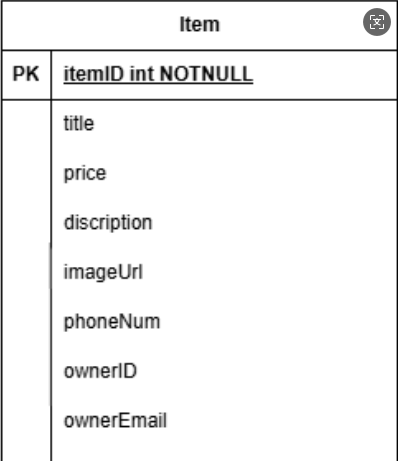 Item
PK itemID int NOTNULL
title
price
discription
imageUrl
phoneNum
ownerID
ownerEmail